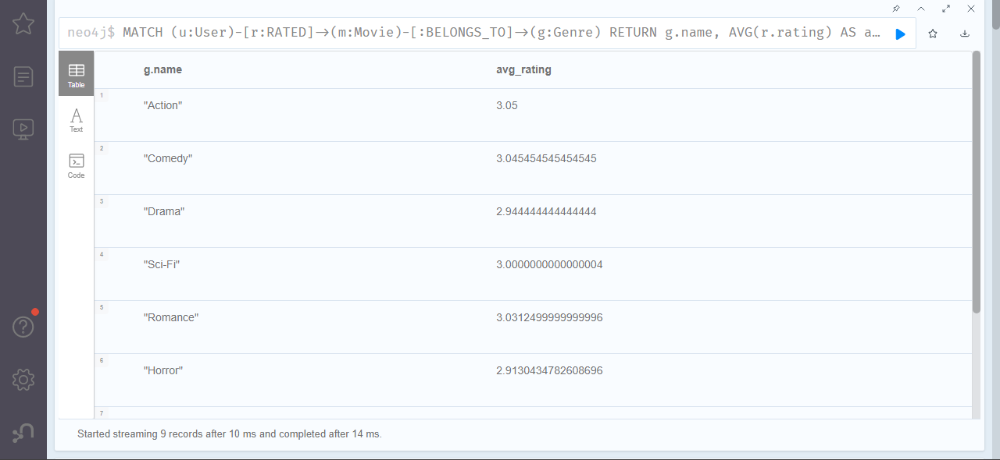 neo4j$ MATCH (u:User)-[r:RATED]->(m:Movie)-[:BELONGS_TO]->(g:Genre) RETURN g.name, AVG(r.rating) AS a…
Table
Text
Code
g.name avg_rating
1 "Action" 3.05
2 "Comedy" 3.045454545454545
3 "Drama" 2.944444444444444
4 "Sci-Fi" 3.0000000000000004
5 "Romance" 3.0312499999999996
6 "Horror" 2.9130434782608696
7
Started streaming 9 records after 10 ms and completed after 14 ms.